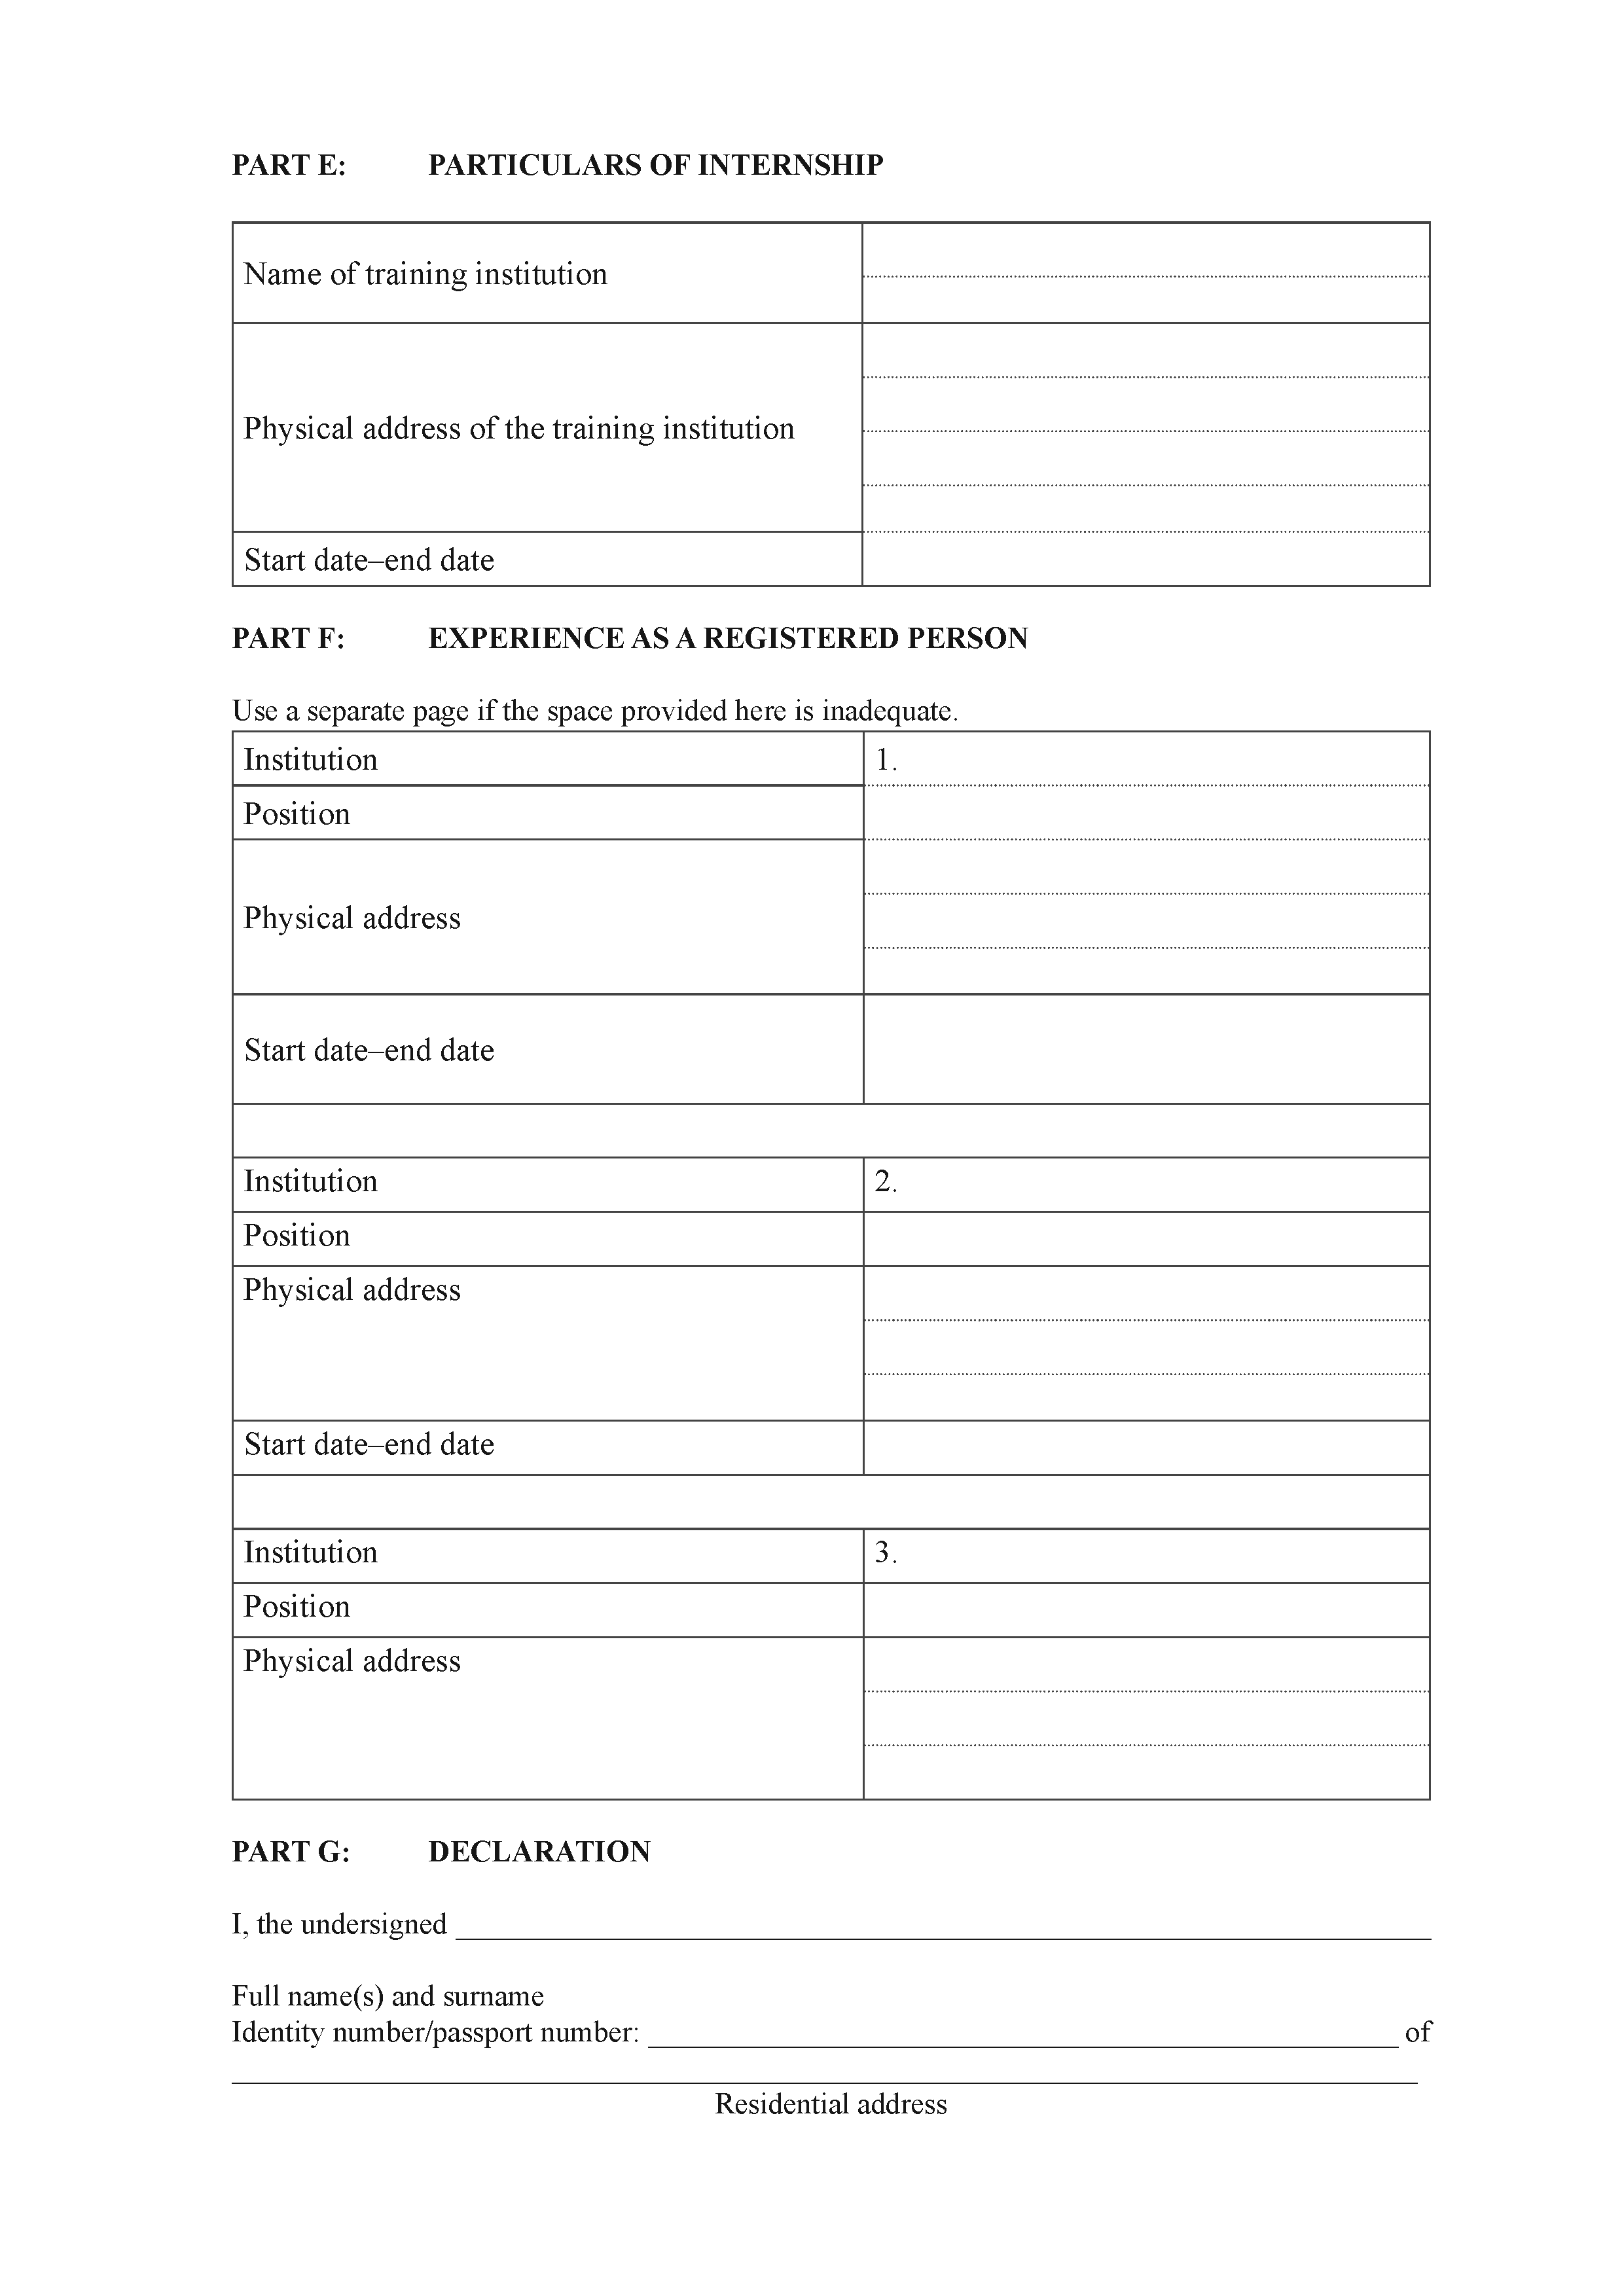 PART E: PARTICULARS OF INTERNSHIP
Name of training institution
Physical address of the training institution
Start date–end date
PART F: EXPERIENCE AS A REGISTERED PERSON
Use a separate page if the space provided here is inadequate.
Institution 1.
Position
Physical address
Start date–end date
Institution 2.
Position
Physical address
Start date–end date
Institution 3.
Position
Physical address
PART G: DECLARATION
I, the undersigned
Full name(s) and surname
Identity number/passport number: of
Residential address